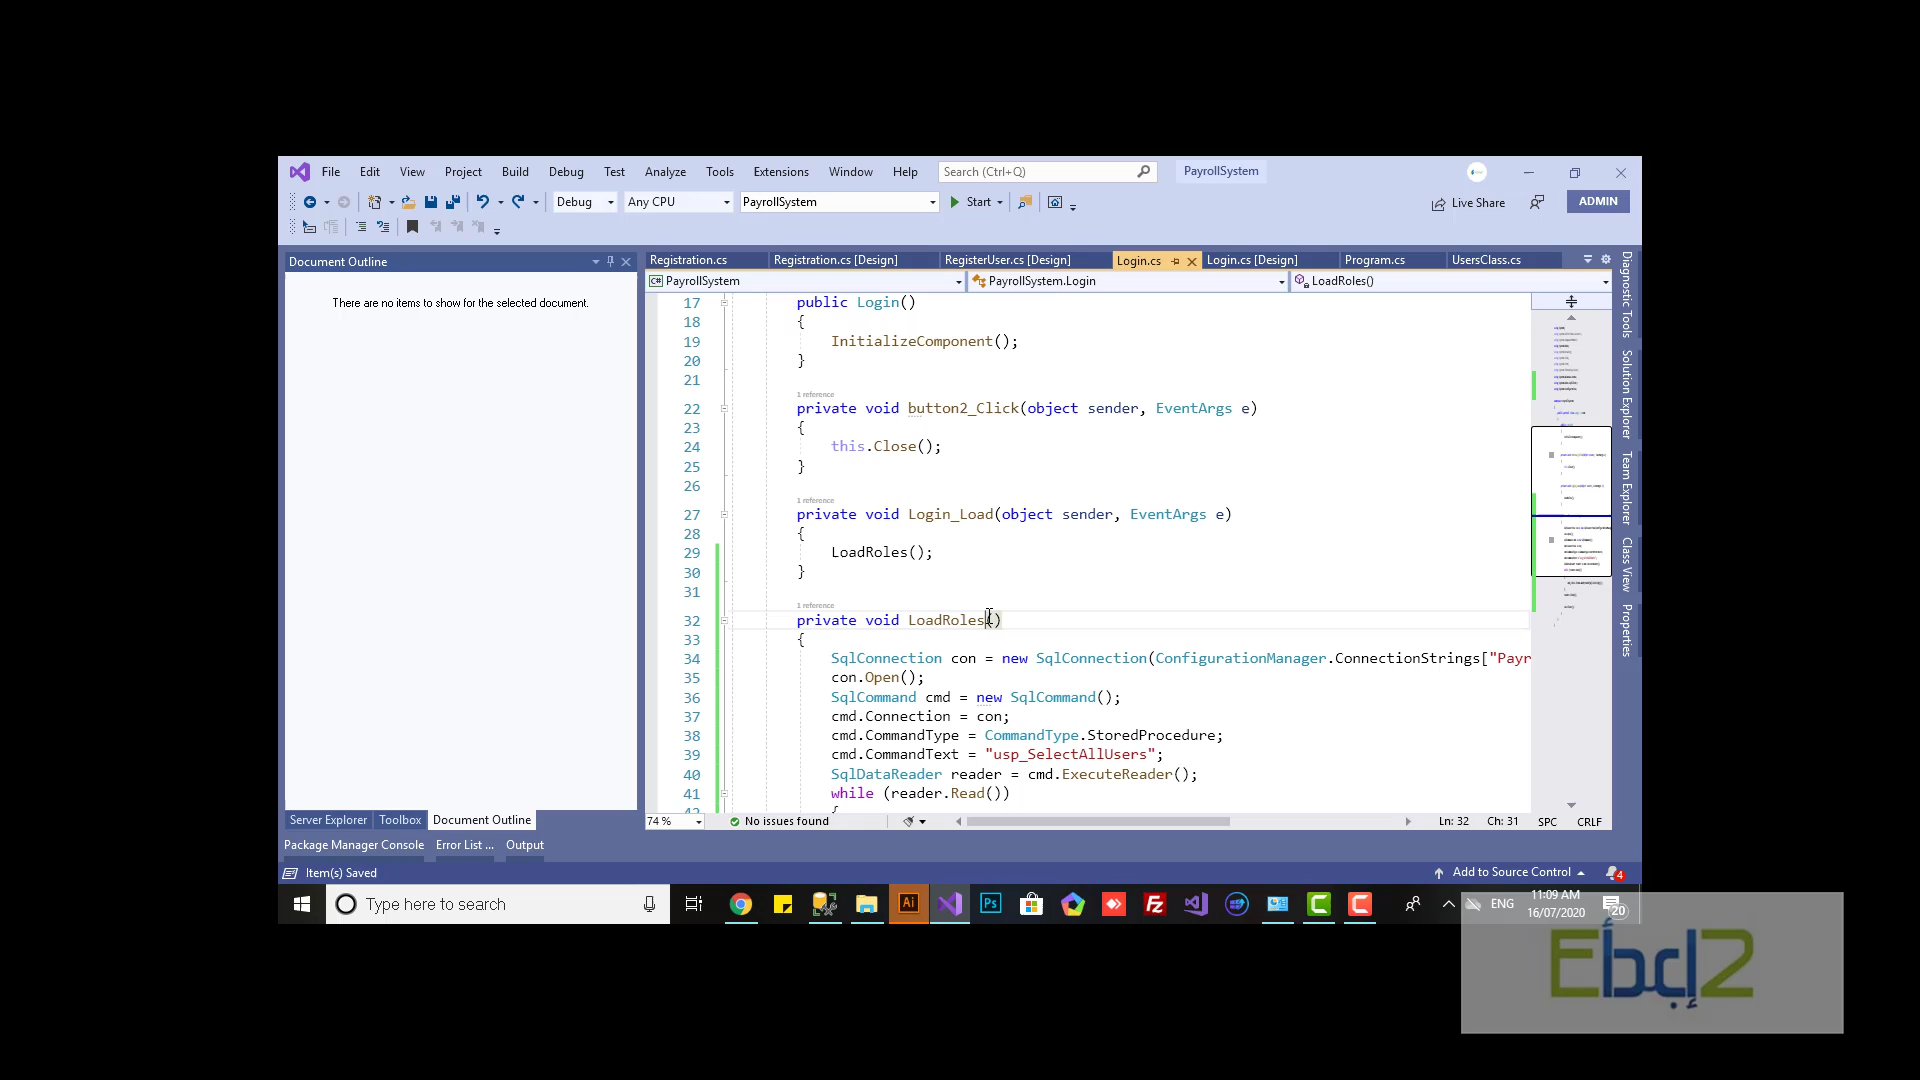 File Edit View Project Build Debug Test Analyze Tools Extensions Window Help Search (Ctrl+Q) PayrollSystem
Debug Any CPU PayrollSystem Start Live Share ADMIN
Document Outline
There are no items to show for the selected document.
Registration.cs Registration.cs [Design] RegisterUser.cs [Design] Login.cs Login.cs [Design] Program.cs UsersClass.cs
PayrollSystem PayrollSystem.Login LoadRoles()
17 public Login()
18 {
19 InitializeComponent();
20 }
21
1 reference
22 private void button2_Click(object sender, EventArgs e)
23 {
24 this.Close();
25 }
26
1 reference
27 private void Login_Load(object sender, EventArgs e)
28 {
29 LoadRoles();
30 }
31
1 reference
32 private void LoadRoles()
33 {
34 SqlConnection con = new SqlConnection(ConfigurationManager.ConnectionStrings["Payr
35 con.Open();
36 SqlCommand cmd = new SqlCommand();
37 cmd.Connection = con;
38 cmd.CommandType = CommandType.StoredProcedure;
39 cmd.CommandText = "usp_SelectAllUsers";
40 SqlDataReader reader = cmd.ExecuteReader();
41 while (reader.Read())
Diagnostic Tools
Solution Explorer
Team Explorer
Class View
Properties
Server Explorer Toolbox Document Outline
74 % No issues found Ln: 32 Ch: 31 SPC CRLF
Package Manager Console Error List ... Output
Item(s) Saved Add to Source Control 4
Type here to search Ai Ps Fz ENG 11:09 AM
16/07/2020 20